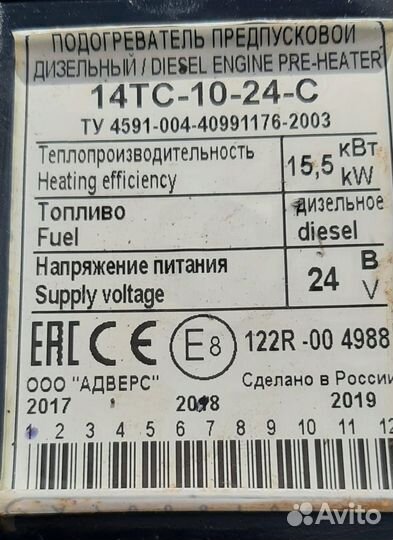 ПОДОГРЕВАТЕЛЬ ПРЕДПУСКОВОЙ
ДИЗЕЛЬНЫЙ / DIESEL ENGINE PRE-HEATER
14ТС-10-24-С
ТУ 4591-004-40991176-2003
Теплопроизводительность
Heating efficiency
15,5 кВт
kW
Топливо
Fuel
дизельное
diesel
Напряжение питания
Supply voltage
24 В
V
EAC CE E8 122R -00 4988
ООО "АДВЕРС" Сделано в России
2017 2018 2019
1 2 3 4 5 6 7 8 9 10 11 12
Avito